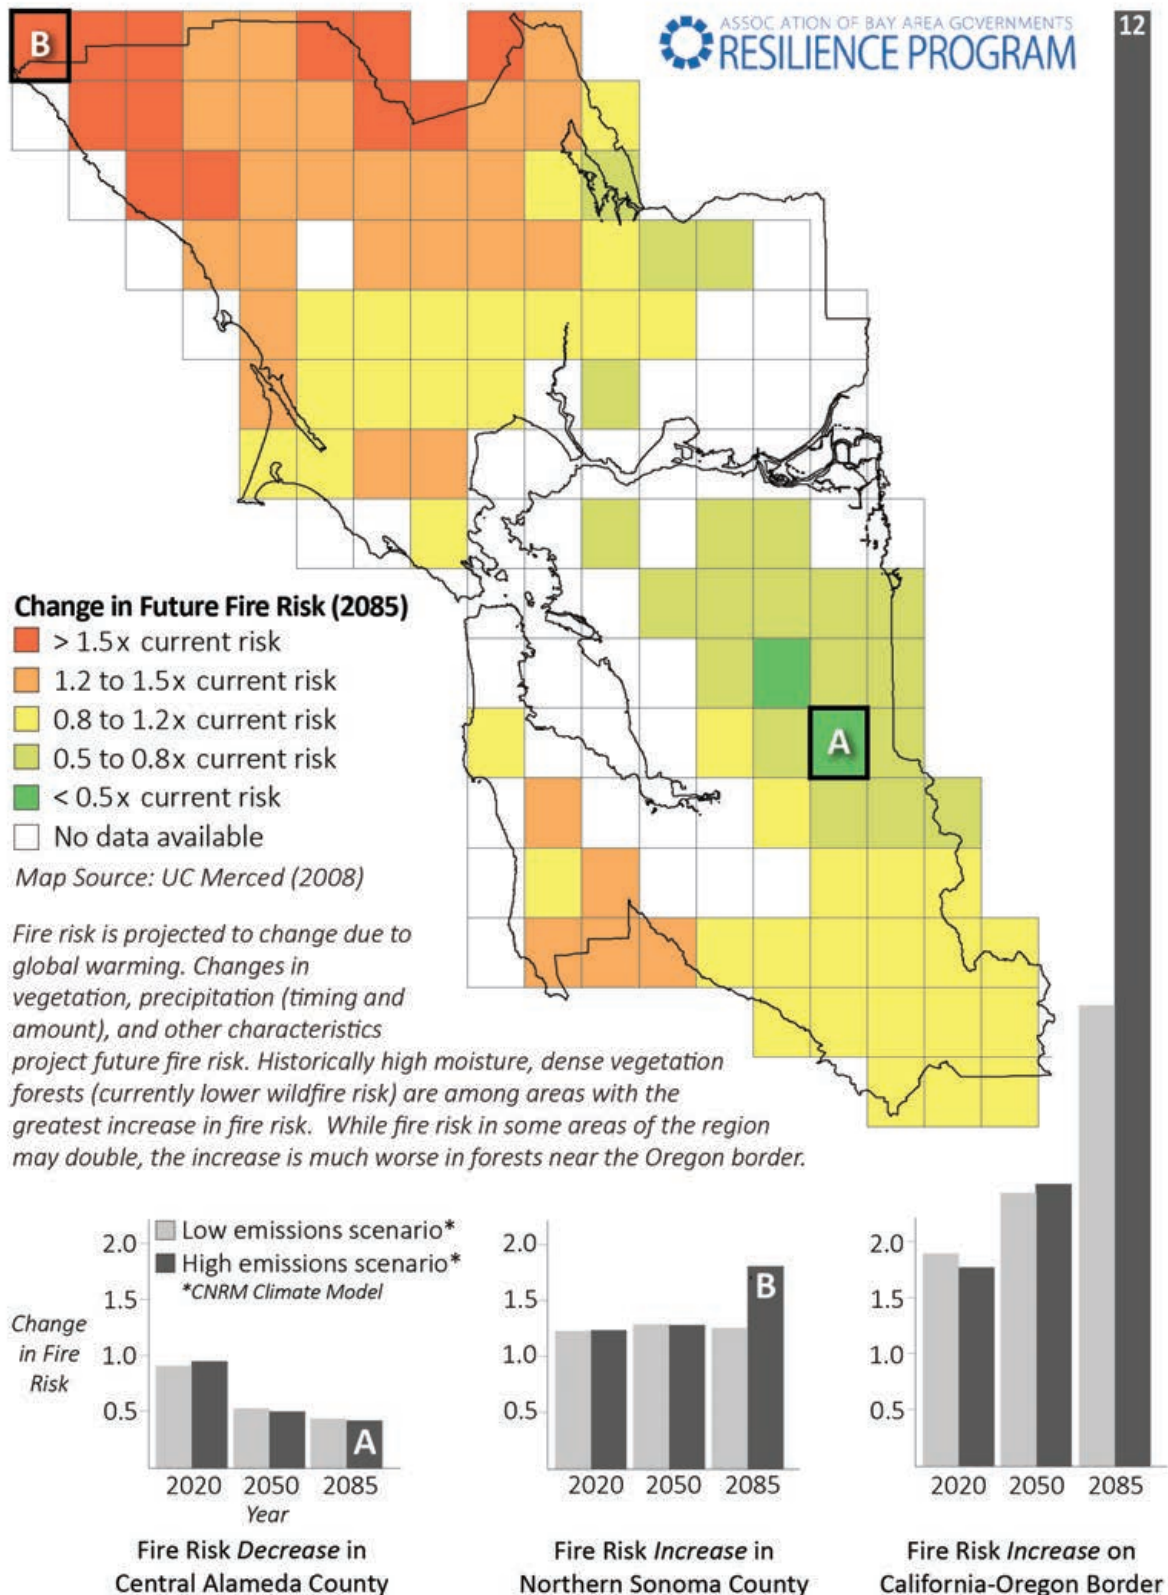 B
ASSOC ATION OF BAY AREA GOVERNMENTS
RESILIENCE PROGRAM
12
A
Change in Future Fire Risk (2085)
> 1.5x current risk
1.2 to 1.5x current risk
0.8 to 1.2x current risk
0.5 to 0.8x current risk
< 0.5x current risk
No data available
Map Source: UC Merced (2008)
Fire risk is projected to change due to
global warming. Changes in
vegetation, precipitation (timing and
amount), and other characteristics
project future fire risk. Historically high moisture, dense vegetation
forests (currently lower wildfire risk) are among areas with the
greatest increase in fire risk. While fire risk in some areas of the region
may double, the increase is much worse in forests near the Oregon border.
Change
in Fire
Risk
2.0
1.5
1.0
0.5
Low emissions scenario*
High emissions scenario*
*CNRM Climate Model
A
2020 2050 2085
Year
Fire Risk Decrease in
Central Alameda County
2.0
1.5
1.0
0.5
B
2020 2050 2085
Fire Risk Increase in
Northern Sonoma County
2.0
1.5
1.0
0.5
2020 2050 2085
Fire Risk Increase on
California-Oregon Border